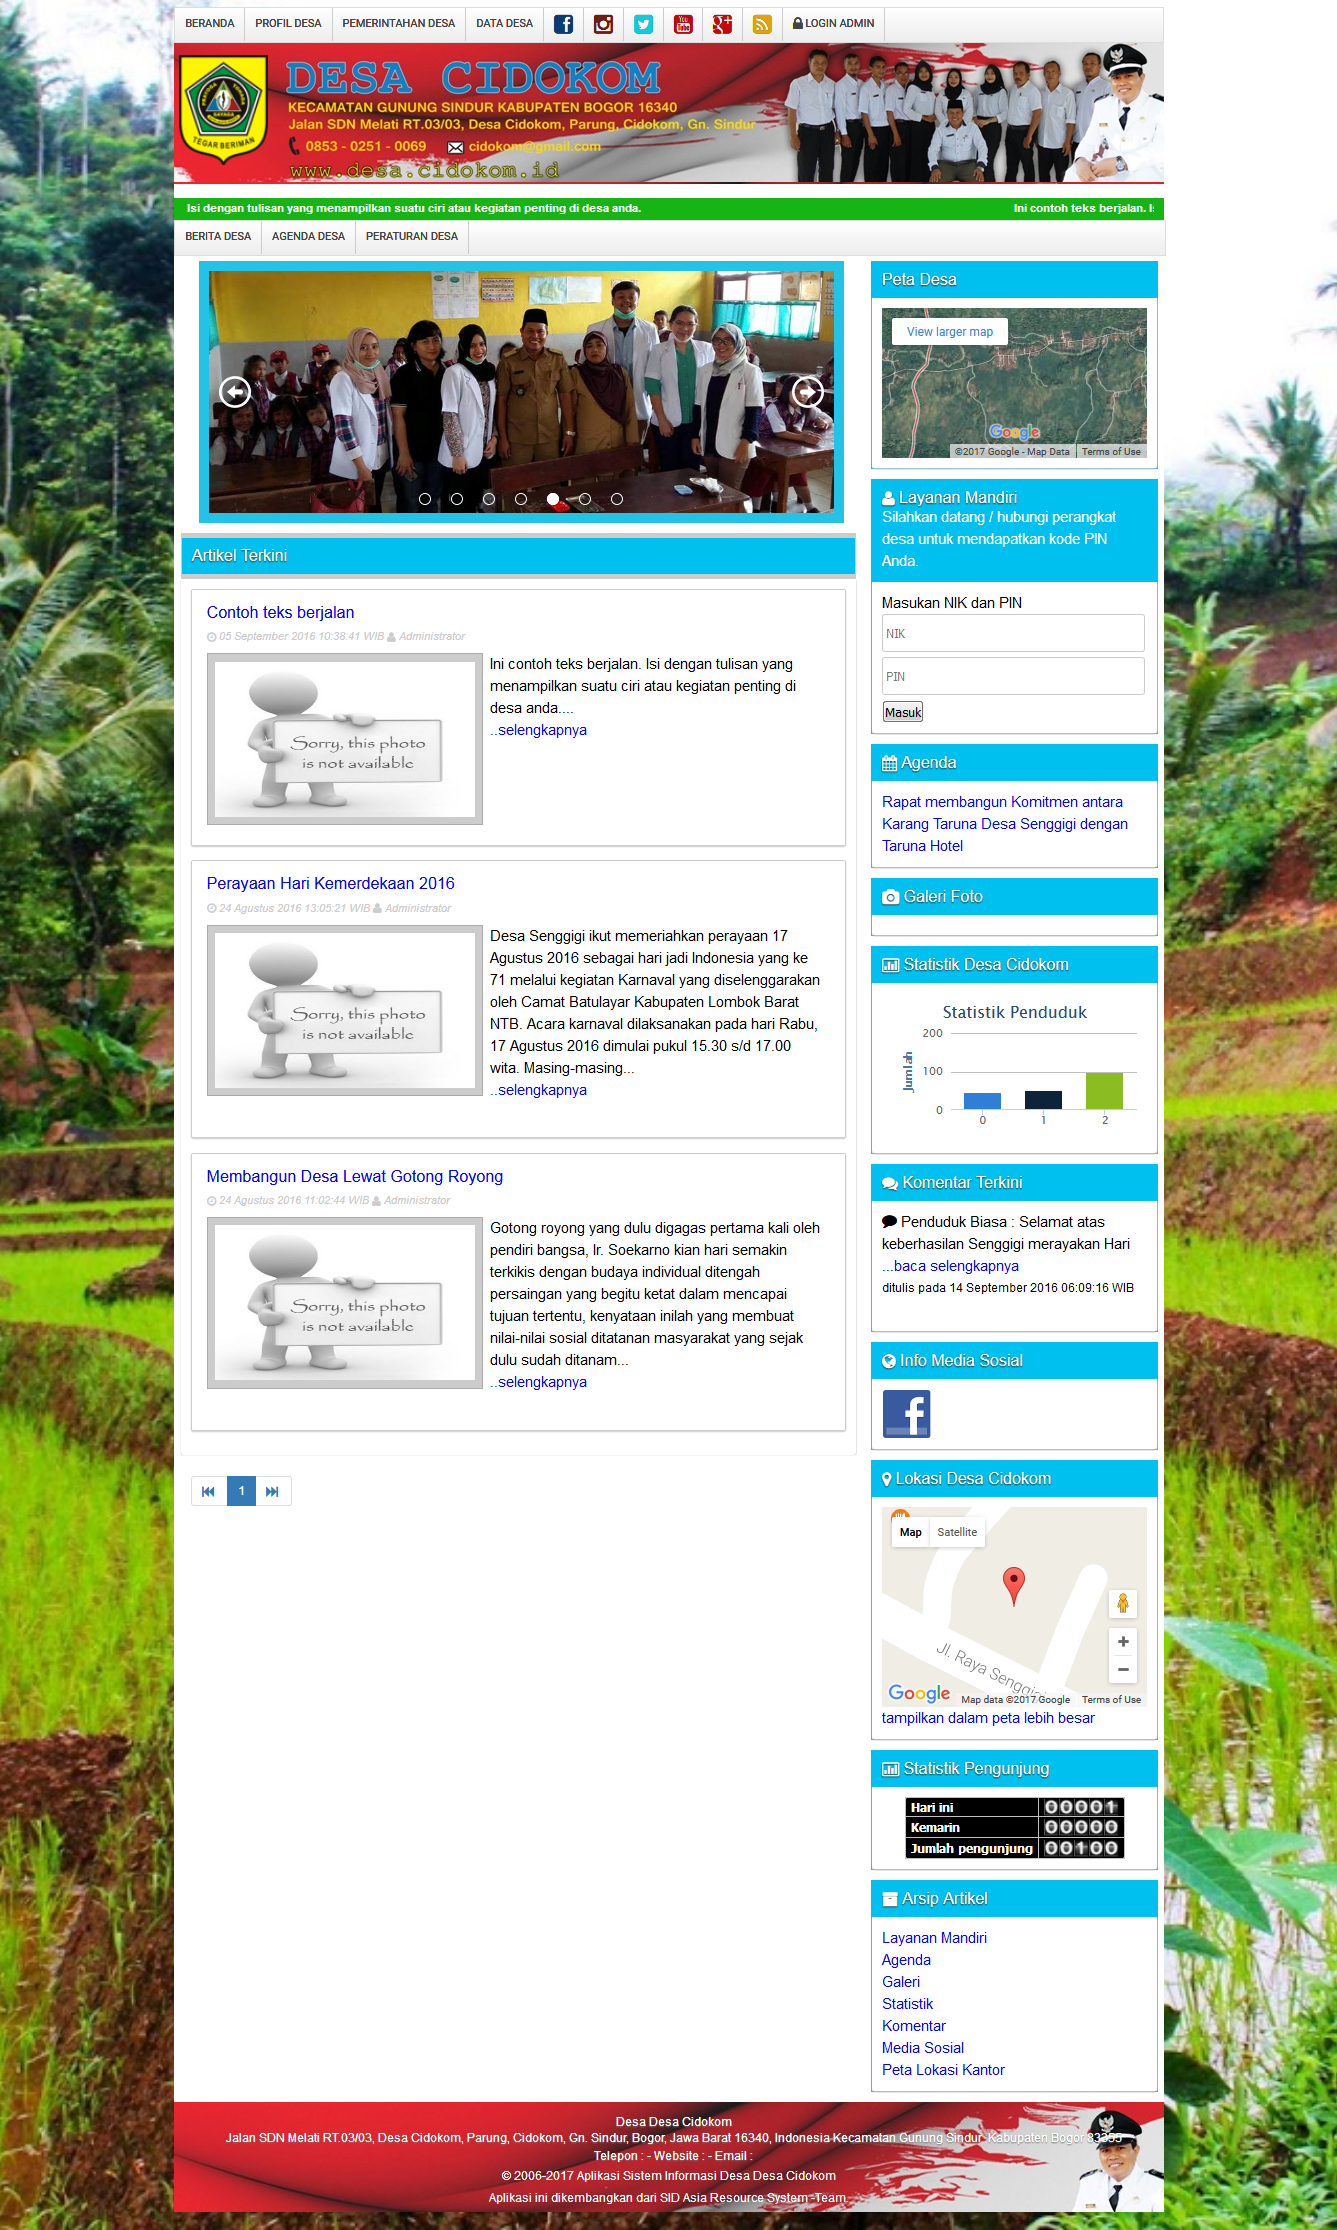 BERANDA
PROFIL DESA
PEMERINTAHAN DESA
DATA DESA
LOGIN ADMIN
TEGAR BERIMAN
DESA CIDOKOM
KECAMATAN GUNUNG SINDUR KABUPATEN BOGOR 16340
Jalan SDN Melati RT.03/03, Desa Cidokom, Parung, Cidokom, Gn. Sindur
0853 - 0251 - 0069 cidokom@gmail.com
www.desa.cidokom.id
Isi dengan tulisan yang menampilkan suatu ciri atau kegiatan penting di desa anda.
Ini contoh teks berjalan.
BERITA DESA
AGENDA DESA
PERATURAN DESA
Artikel Terkini
Contoh teks berjalan
05 September 2016 10:38:41 WIB Administrator
Sorry, this photo
is not available
Ini contoh teks berjalan. Isi dengan tulisan yang
menampilkan suatu ciri atau kegiatan penting di
desa anda....
..selengkapnya
Perayaan Hari Kemerdekaan 2016
24 Agustus 2016 13:05:21 WIB Administrator
Sorry, this photo
is not available
Desa Senggigi ikut memeriahkan perayaan 17
Agustus 2016 sebagai hari jadi Indonesia yang ke
71 melalui kegiatan Karnaval yang diselenggarakan
oleh Camat Batulayar Kabupaten Lombok Barat
NTB. Acara karnaval dilaksanakan pada hari Rabu,
17 Agustus 2016 dimulai pukul 15.30 s/d 17.00
wita. Masing-masing...
..selengkapnya
Membangun Desa Lewat Gotong Royong
24 Agustus 2016 11:02:44 WIB Administrator
Sorry, this photo
is not available
Gotong royong yang dulu digagas pertama kali oleh
pendiri bangsa, Ir. Soekarno kian hari semakin
terkikis dengan budaya individual ditengah
persaingan yang begitu ketat dalam mencapai
tujuan tertentu, kenyataan inilah yang membuat
nilai-nilai sosial ditatanan masyarakat yang sejak
dulu sudah ditanam...
..selengkapnya
1
Peta Desa
View larger map
Google
©2017 Google - Map Data
Terms of Use
Layanan Mandiri
Silahkan datang / hubungi perangkat
desa untuk mendapatkan kode PIN
Anda.
Masukan NIK dan PIN
NIK
PIN
Masuk
Agenda
Rapat membangun Komitmen antara
Karang Taruna Desa Senggigi dengan
Taruna Hotel
Galeri Foto
Statistik Desa Cidokom
Statistik Penduduk
Jumlah
200
100
0
0
1
2
Komentar Terkini
Penduduk Biasa : Selamat atas
keberhasilan Senggigi merayakan Hari
...baca selengkapnya
ditulis pada 14 September 2016 06:09:16 WIB
Info Media Sosial
Lokasi Desa Cidokom
Map
Satellite
Jl. Raya Senggigi
Google
Map data ©2017 Google
Terms of Use
tampilkan dalam peta lebih besar
Statistik Pengunjung
Hari ini 00001
Kemarin 00000
Jumlah pengunjung 00100
Arsip Artikel
Layanan Mandiri
Agenda
Galeri
Statistik
Komentar
Media Sosial
Peta Lokasi Kantor
Desa Desa Cidokom
Jalan SDN Melati RT.03/03, Desa Cidokom, Parung, Cidokom, Gn. Sindur, Bogor, Jawa Barat 16340, Indonesia Kecamatan Gunung Sindur, Kabupaten Bogor 83355
Telepon : - Website : - Email :
© 2006-2017 Aplikasi Sistem Informasi Desa Desa Cidokom
Aplikasi ini dikembangkan dari SID Asia Resource System -Team.